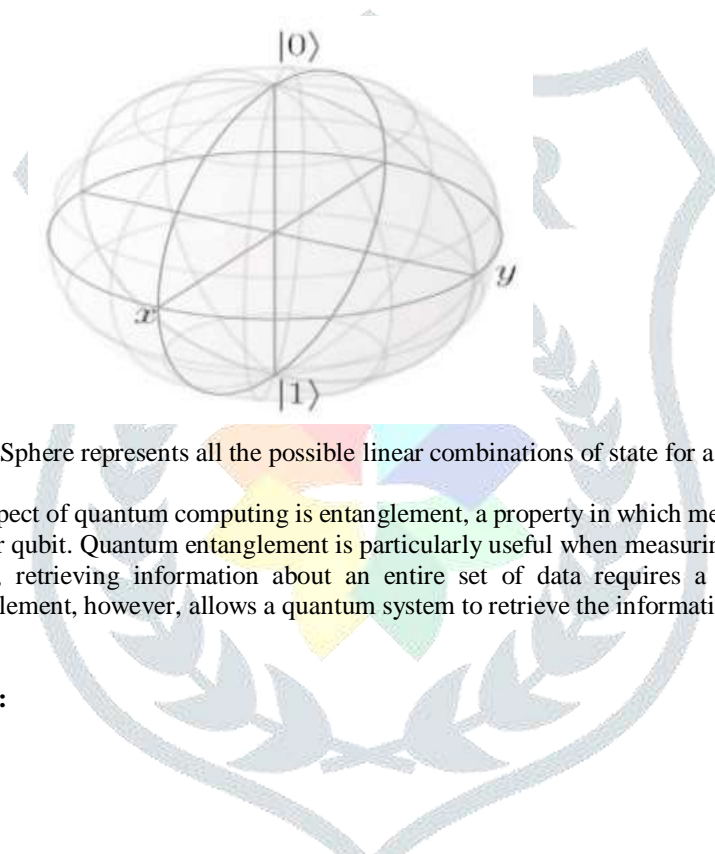 |0⟩
y
x
|1⟩
Sphere represents all the possible linear combinations of state for a
pect of quantum computing is entanglement, a property in which me
r qubit. Quantum entanglement is particularly useful when measurin
, retrieving information about an entire set of data requires a
lement, however, allows a quantum system to retrieve the informati
: